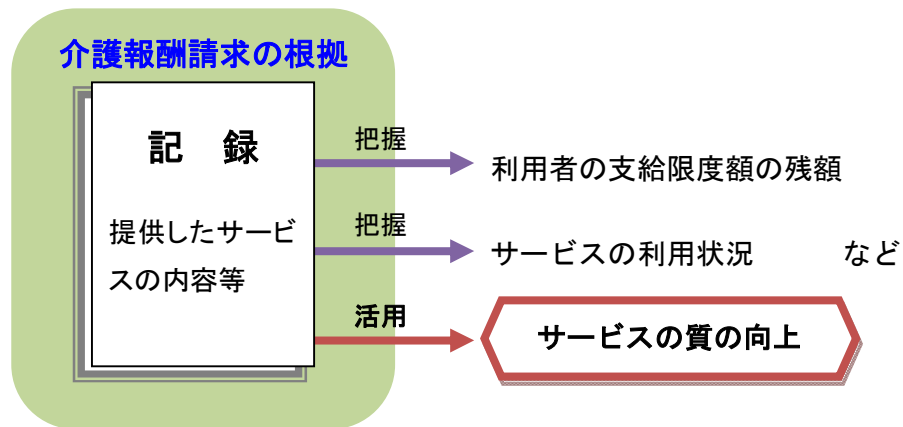 介護報酬請求の根拠
記　録
提供したサービ
スの内容等
把握
利用者の支給限度額の残額
把握
サービスの利用状況　　　など
活用
サービスの質の向上